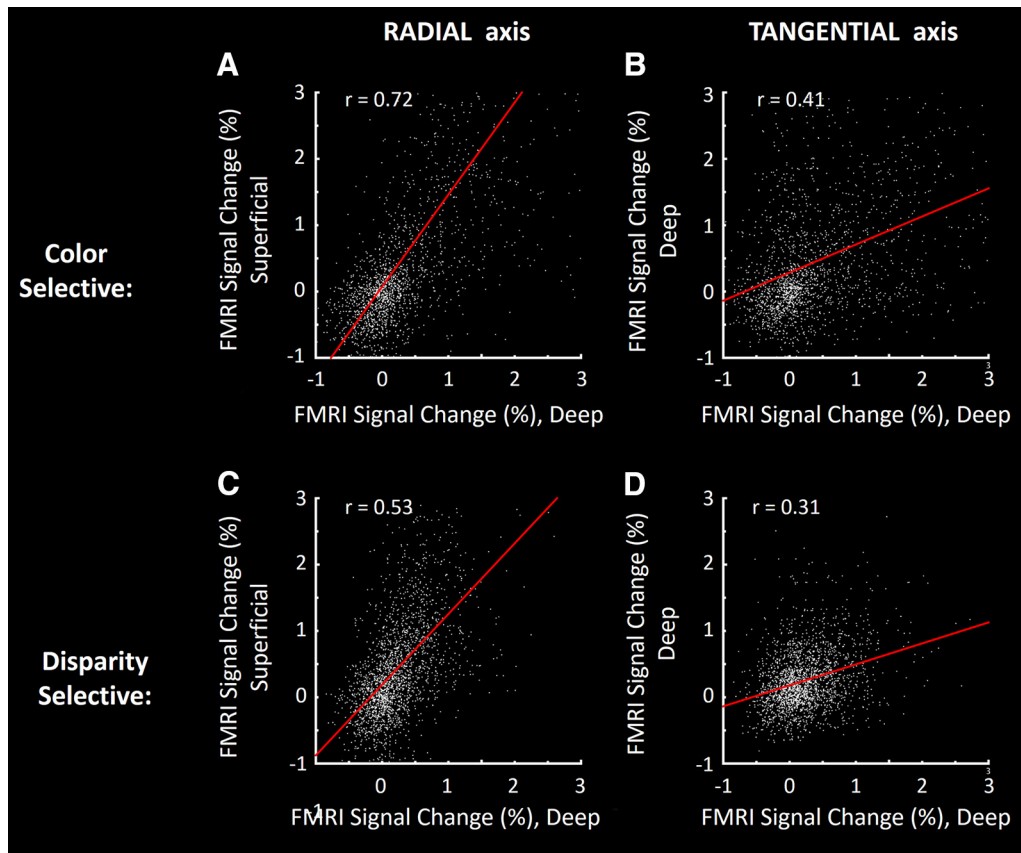 RADIAL axis
TANGENTIAL axis
A
B
r = 0.72
r = 0.41
3
2
1
0
-1
FMRI Signal Change (%)
Superficial
3
2
1
0
-1
FMRI Signal Change (%)
Deep
Color
Selective:
-1 0 1 2 3
-1 0 1 2 3
3
FMRI Signal Change (%), Deep
FMRI Signal Change (%), Deep
C
D
r = 0.53
r = 0.31
3
2
1
0
-1
FMRI Signal Change (%)
Superficial
3
2
1
0
-1
FMRI Signal Change (%)
Deep
Disparity
Selective:
0 1 2 3
-1
-1 0 1 2 3
3
FMRI Signal Change (%), Deep
FMRI Signal Change (%), Deep